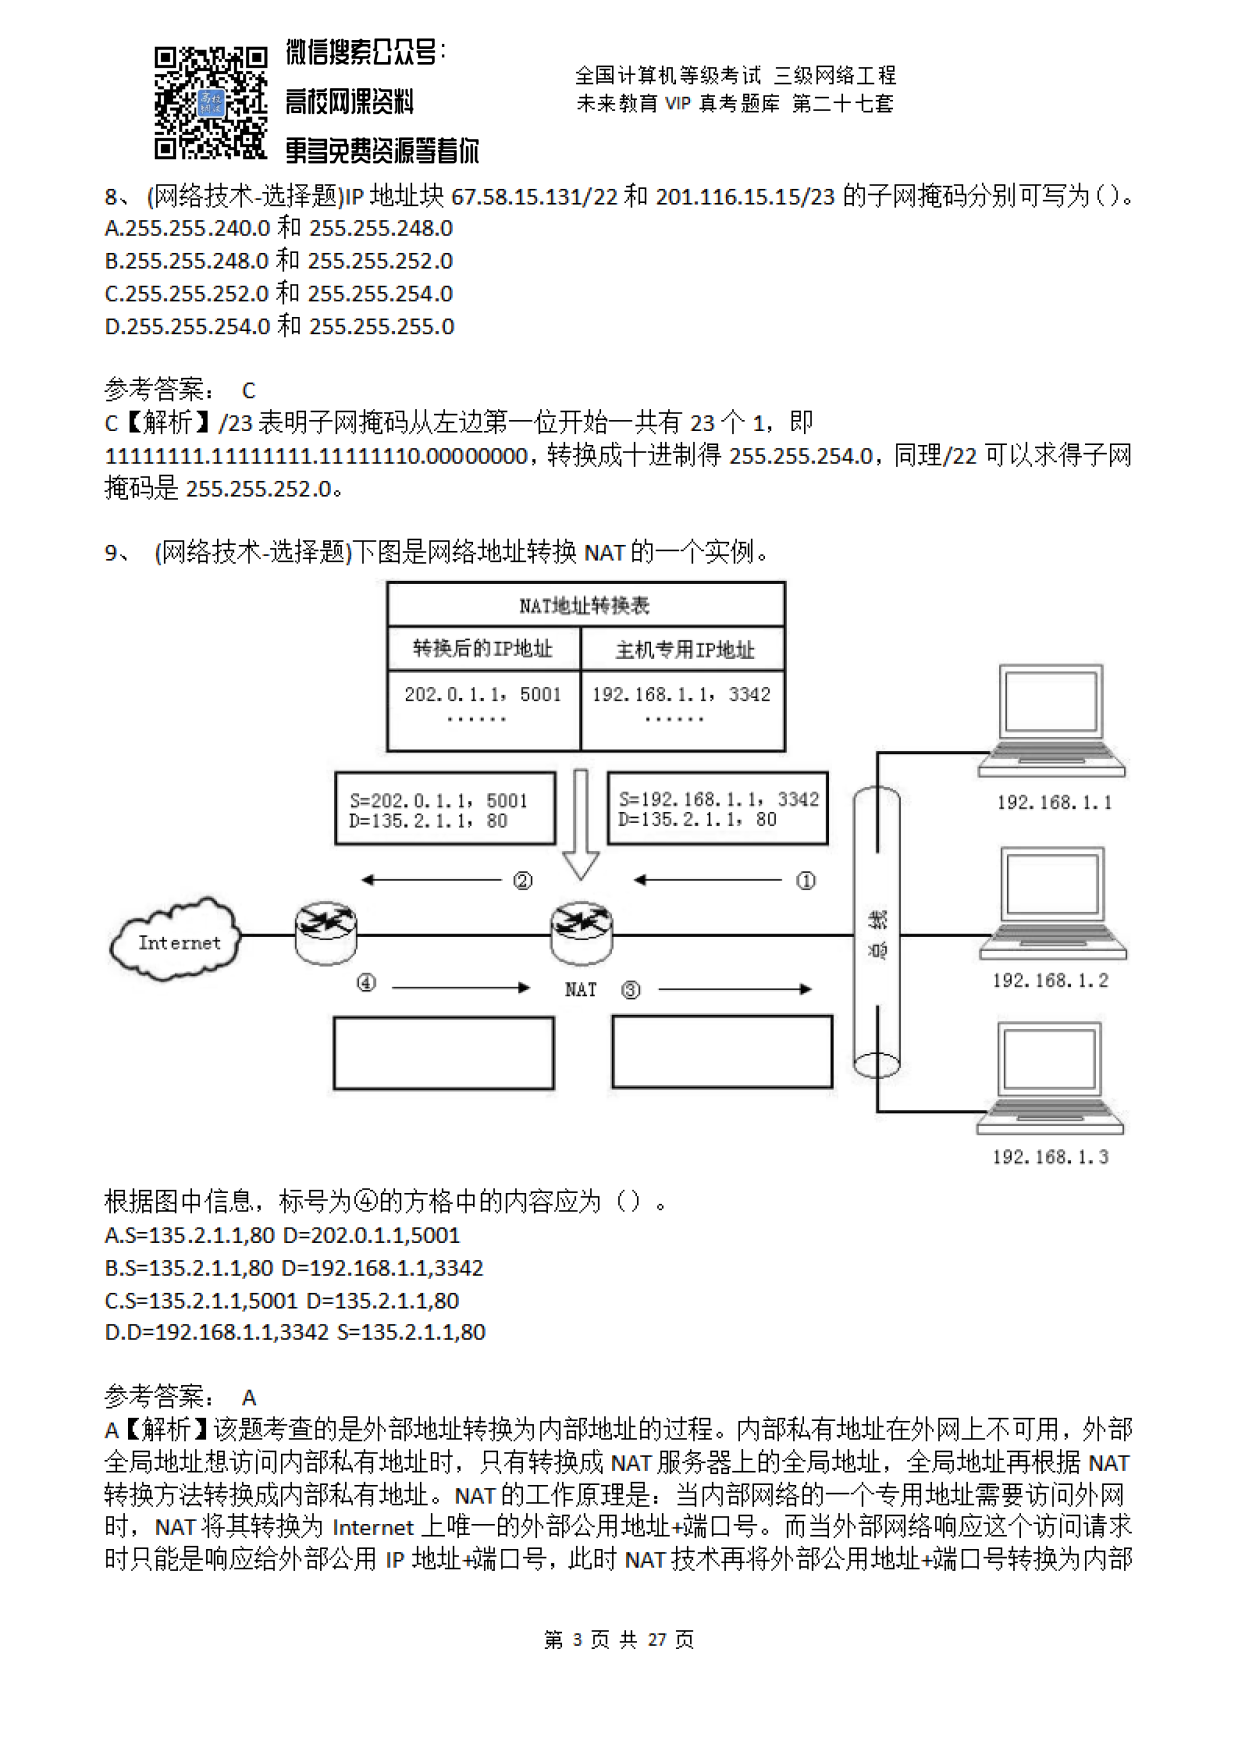 微信搜索公众号:
高校网课资料
更多免费资源等着你
全国计算机等级考试 三级网络工程
未来教育 VIP 真考题库 第二十七套
8、 (网络技术-选择题)IP 地址块 67.58.15.131/22 和 201.116.15.15/23 的子网掩码分别可写为()。
A.255.255.240.0 和 255.255.248.0
B.255.255.248.0 和 255.255.252.0
C.255.255.252.0 和 255.255.254.0
D.255.255.254.0 和 255.255.255.0
参考答案： C
C【解析】/23 表明子网掩码从左边第一位开始一共有 23 个 1，即
11111111.11111111.11111110.00000000，转换成十进制得 255.255.254.0，同理/22 可以求得子网
掩码是 255.255.252.0。
9、 (网络技术-选择题)下图是网络地址转换 NAT 的一个实例。
NAT地址转换表
转换后的IP地址 主机专用IP地址
202.0.1.1，5001 192.168.1.1，3342
...... ......
S=202.0.1.1，5001
D=135.2.1.1，80
S=192.168.1.1，3342
D=135.2.1.1，80
192.168.1.1
② ①
Internet
总线
192.168.1.2
④ NAT ③
192.168.1.3
根据图中信息，标号为④的方格中的内容应为（）。
A.S=135.2.1.1,80 D=202.0.1.1,5001
B.S=135.2.1.1,80 D=192.168.1.1,3342
C.S=135.2.1.1,5001 D=135.2.1.1,80
D.D=192.168.1.1,3342 S=135.2.1.1,80
参考答案： A
A【解析】该题考查的是外部地址转换为内部地址的过程。内部私有地址在外网上不可用，外部
全局地址想访问内部私有地址时，只有转换成 NAT 服务器上的全局地址，全局地址再根据 NAT
转换方法转换成内部私有地址。NAT 的工作原理是：当内部网络的一个专用地址需要访问外网
时，NAT 将其转换为 Internet 上唯一的外部公用地址+端口号。而当外部网络响应这个访问请求
时只能是响应给外部公用 IP 地址+端口号，此时 NAT 技术再将外部公用地址+端口号转换为内部
第 3 页 共 27 页